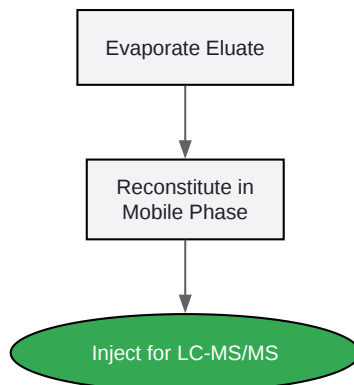 Evaporate Eluate
Reconstitute in
Mobile Phase
Inject for LC-MS/MS